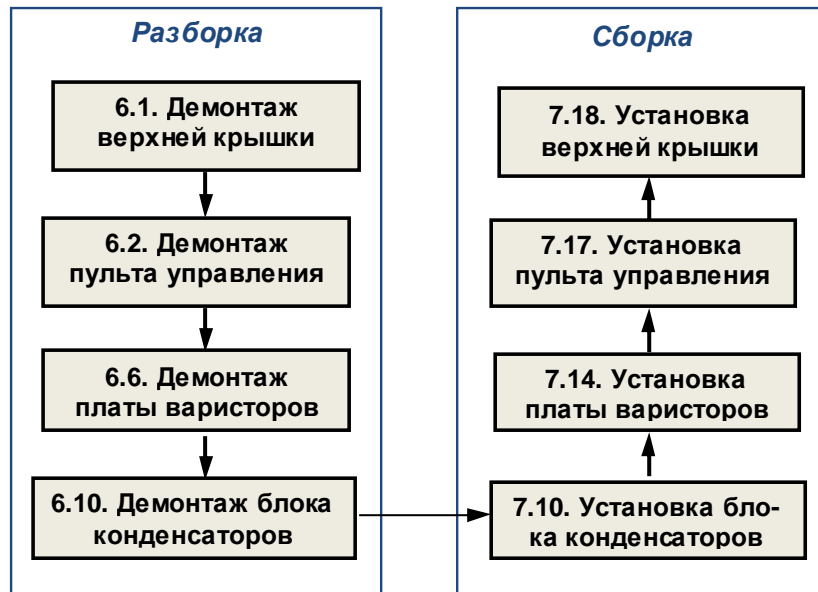 Разборка
6.1. Демонтаж
верхней крышки
6.2. Демонтаж
пульта управления
6.6. Демонтаж
платы варисторов
6.10. Демонтаж блока
конденсаторов
Сборка
7.18. Установка
верхней крышки
7.17. Установка
пульта управления
7.14. Установка
платы варисторов
7.10. Установка бло-
ка конденсаторов